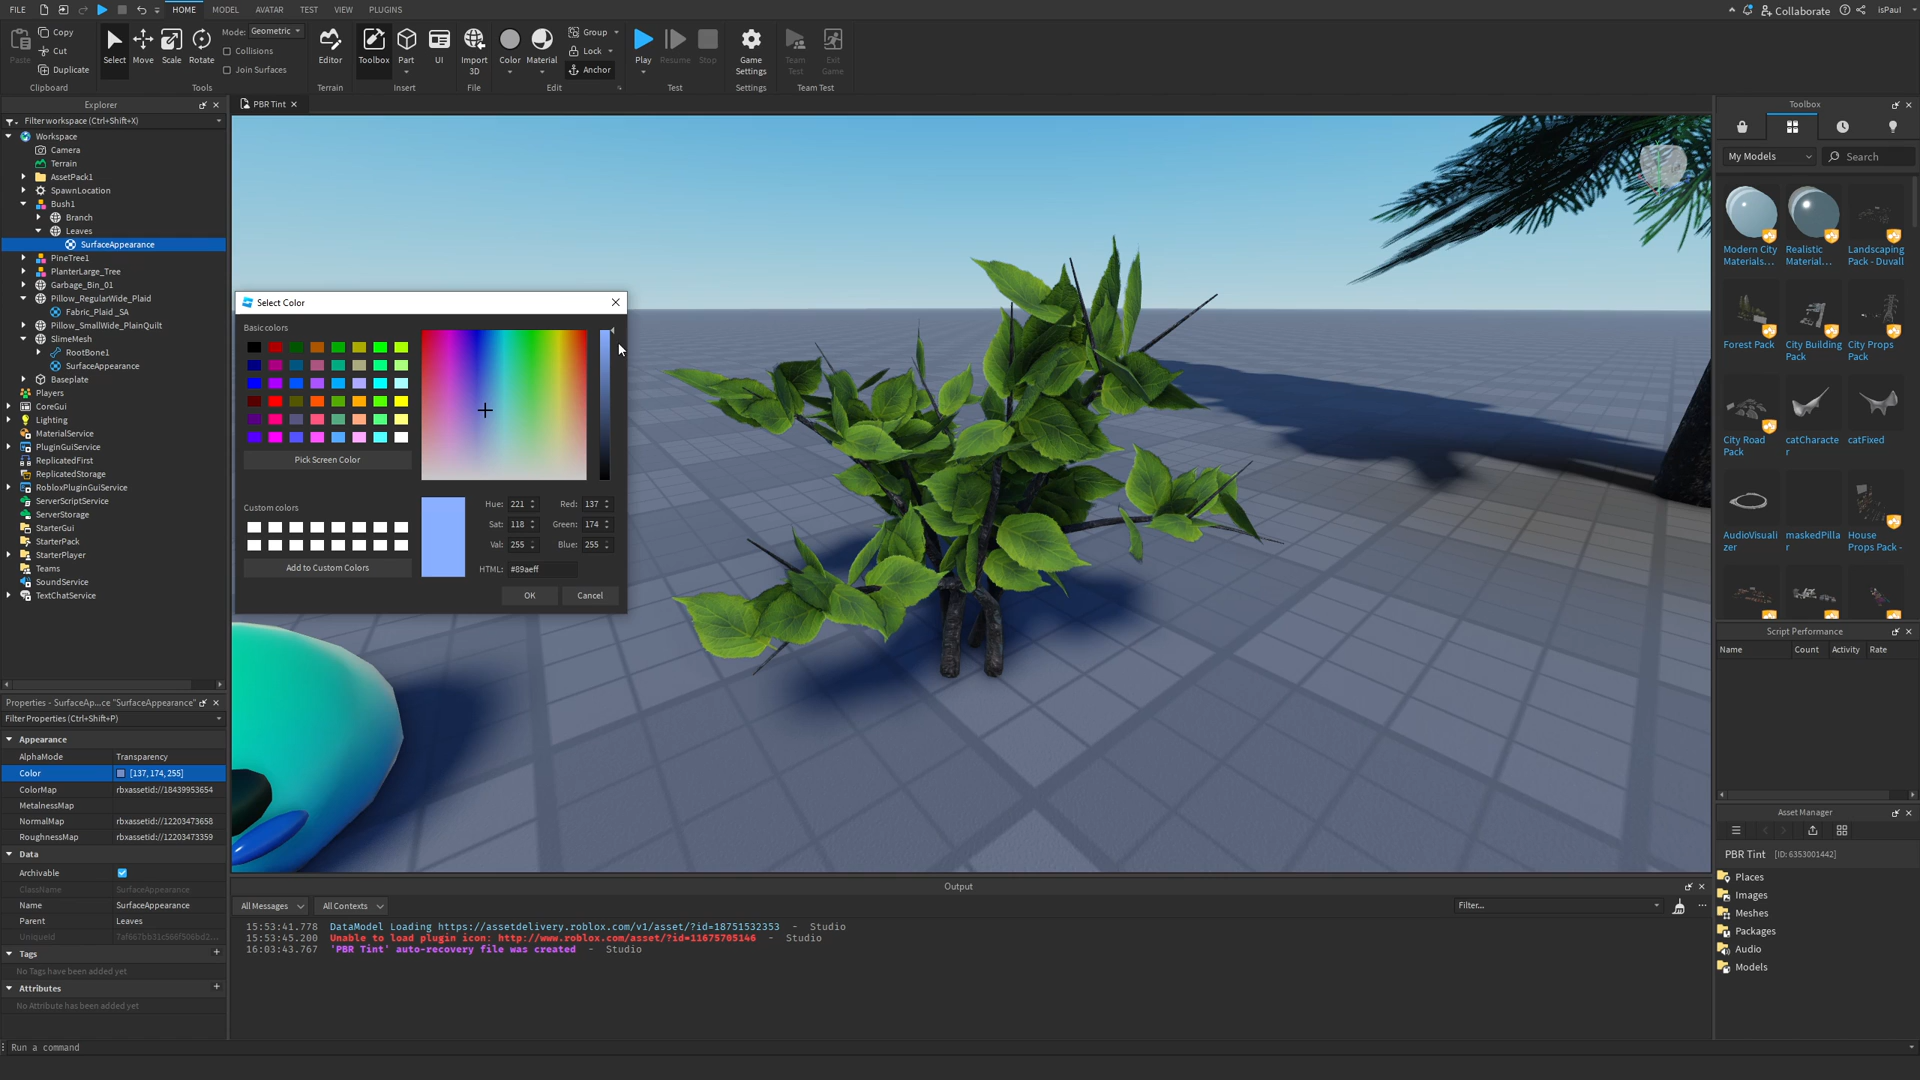 FILE
HOME
MODEL
AVATAR
TEST
VIEW
PLUGINS
Collaborate
isPaul
Paste
Copy
Cut
Duplicate
Clipboard
Select
Move
Scale
Rotate
Mode: Geometric
Collisions
Join Surfaces
Tools
Editor
Terrain
Toolbox
Part
UI
Insert
Import
3D
File
Color
Material
Group
Lock
Anchor
Edit
Play
Resume
Stop
Test
Game
Settings
Settings
Team
Test
Exit
Game
Team Test
Explorer
Filter workspace (Ctrl+Shift+X)
Workspace
Camera
Terrain
AssetPack1
SpawnLocation
Bush1
Branch
Leaves
SurfaceAppearance
PineTree1
PlanterLarge_Tree
Garbage_Bin_01
Pillow_RegularWide_Plaid
Fabric_Plaid _SA
Pillow_SmallWide_PlainQuilt
SlimeMesh
RootBone1
SurfaceAppearance
Baseplate
Players
CoreGui
Lighting
MaterialService
PluginGuiService
ReplicatedFirst
ReplicatedStorage
RobloxPluginGuiService
ServerScriptService
ServerStorage
StarterGui
StarterPack
StarterPlayer
Teams
SoundService
TextChatService
Properties - SurfaceAp...ce "SurfaceAppearance"
Filter Properties (Ctrl+Shift+P)
Appearance
AlphaMode Transparency
Color [137, 174, 255]
ColorMap rbxassetid://18439953654
MetalnessMap
NormalMap rbxassetid://12203473658
RoughnessMap rbxassetid://12203473359
Data
Archivable
ClassName SurfaceAppearance
Name SurfaceAppearance
Parent Leaves
UniqueId 7af667bb31c566f506bd2...
Tags
No Tags have been added yet
Attributes
No Attribute has been added yet
Run a command
PBR Tint
Select Color
Basic colors
Pick Screen Color
Custom colors
Add to Custom Colors
Hue: 221 Red: 137
Sat: 118 Green: 174
Val: 255 Blue: 255
HTML: #89aeff
OK
Cancel
Output
All Messages
All Contexts
Filter...
15:53:41.778 DataModel Loading https://assetdelivery.roblox.com/v1/asset/?id=18751532353 - Studio
15:53:45.200 Unable to load plugin icon: http://www.roblox.com/asset/?id=11675705146 - Studio
16:03:43.767 'PBR Tint' auto-recovery file was created - Studio
Toolbox
My Models
Search
Modern City
Materials...
Realistic
Material...
Landscaping
Pack - Duvall
Forest Pack
City Building
Pack
City Props
Pack
City Road
Pack
catCharacte
r
catFixed
AudioVisuali
zer
maskedPilla
r
House
Props Pack -
Script Performance
Name Count Activity Rate
Asset Manager
PBR Tint [ID: 6353001442]
Places
Images
Meshes
Packages
Audio
Models